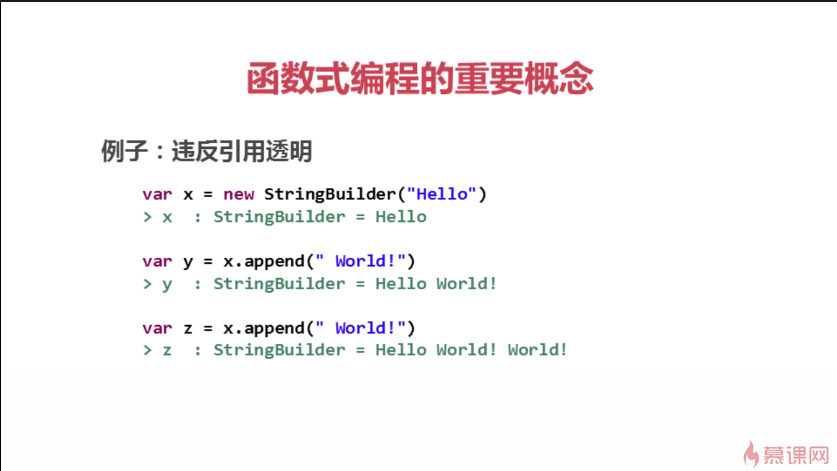 函数式编程的重要概念
例子：违反引用透明
var x = new StringBuilder("Hello")
> x  : StringBuilder = Hello
var y = x.append(" World!")
> y  : StringBuilder = Hello World!
var z = x.append(" World!")
> z  : StringBuilder = Hello World! World!
慕课网